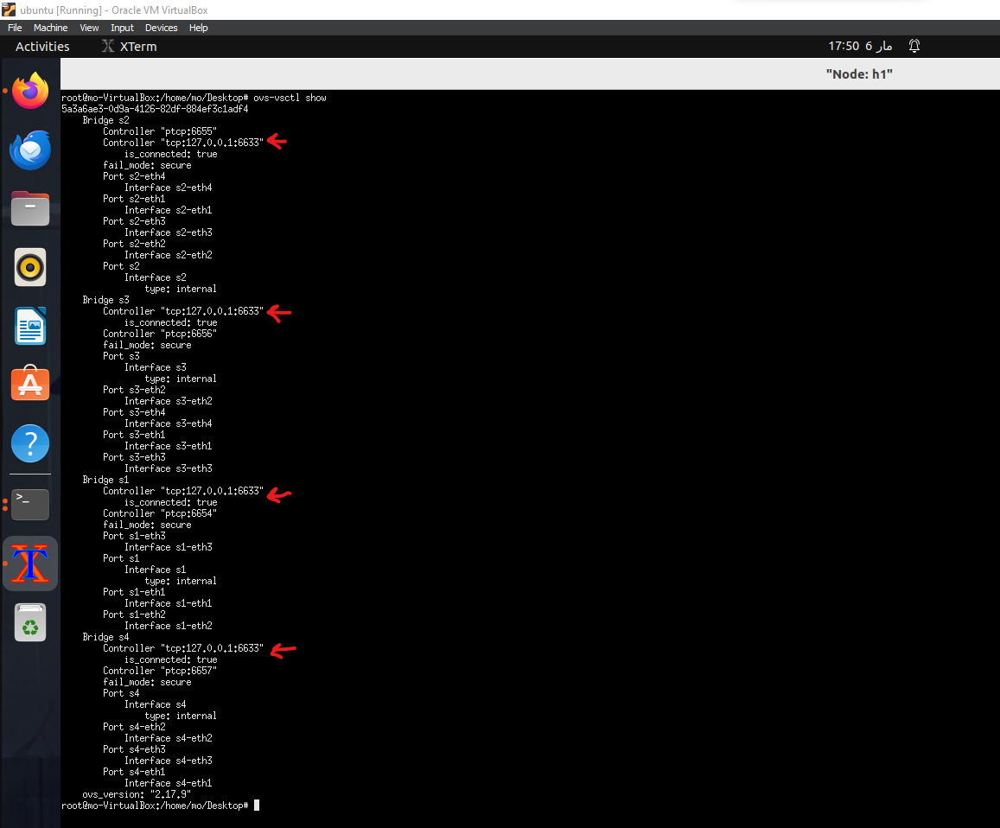 ubuntu [Running] - Oracle VM VirtualBox
File Machine View Input Devices Help
Activities XTerm 17:50 6 مار
"Node: h1"
root@mo-VirtualBox:/home/mo/Desktop# ovs-vsctl show
5a3a6ae3-0d9a-4126-82df-884ef3c1adf4
Bridge s2
Controller "ptcp:6655"
Controller "tcp:127.0.0.1:6633"
is_connected: true
fail_mode: secure
Port s2-eth4
Interface s2-eth4
Port s2-eth1
Interface s2-eth1
Port s2-eth3
Interface s2-eth3
Port s2-eth2
Interface s2-eth2
Port s2
Interface s2
type: internal
Bridge s3
Controller "tcp:127.0.0.1:6633"
is_connected: true
Controller "ptcp:6656"
fail_mode: secure
Port s3
Interface s3
type: internal
Port s3-eth2
Interface s3-eth2
Port s3-eth4
Interface s3-eth4
Port s3-eth1
Interface s3-eth1
Port s3-eth3
Interface s3-eth3
Bridge s1
Controller "tcp:127.0.0.1:6633"
is_connected: true
Controller "ptcp:6654"
fail_mode: secure
Port s1-eth3
Interface s1-eth3
Port s1
Interface s1
type: internal
Port s1-eth1
Interface s1-eth1
Port s1-eth2
Interface s1-eth2
Bridge s4
Controller "tcp:127.0.0.1:6633"
is_connected: true
Controller "ptcp:6657"
fail_mode: secure
Port s4
Interface s4
type: internal
Port s4-eth2
Interface s4-eth2
Port s4-eth3
Interface s4-eth3
Port s4-eth1
Interface s4-eth1
ovs_version: "2.17.9"
root@mo-VirtualBox:/home/mo/Desktop#